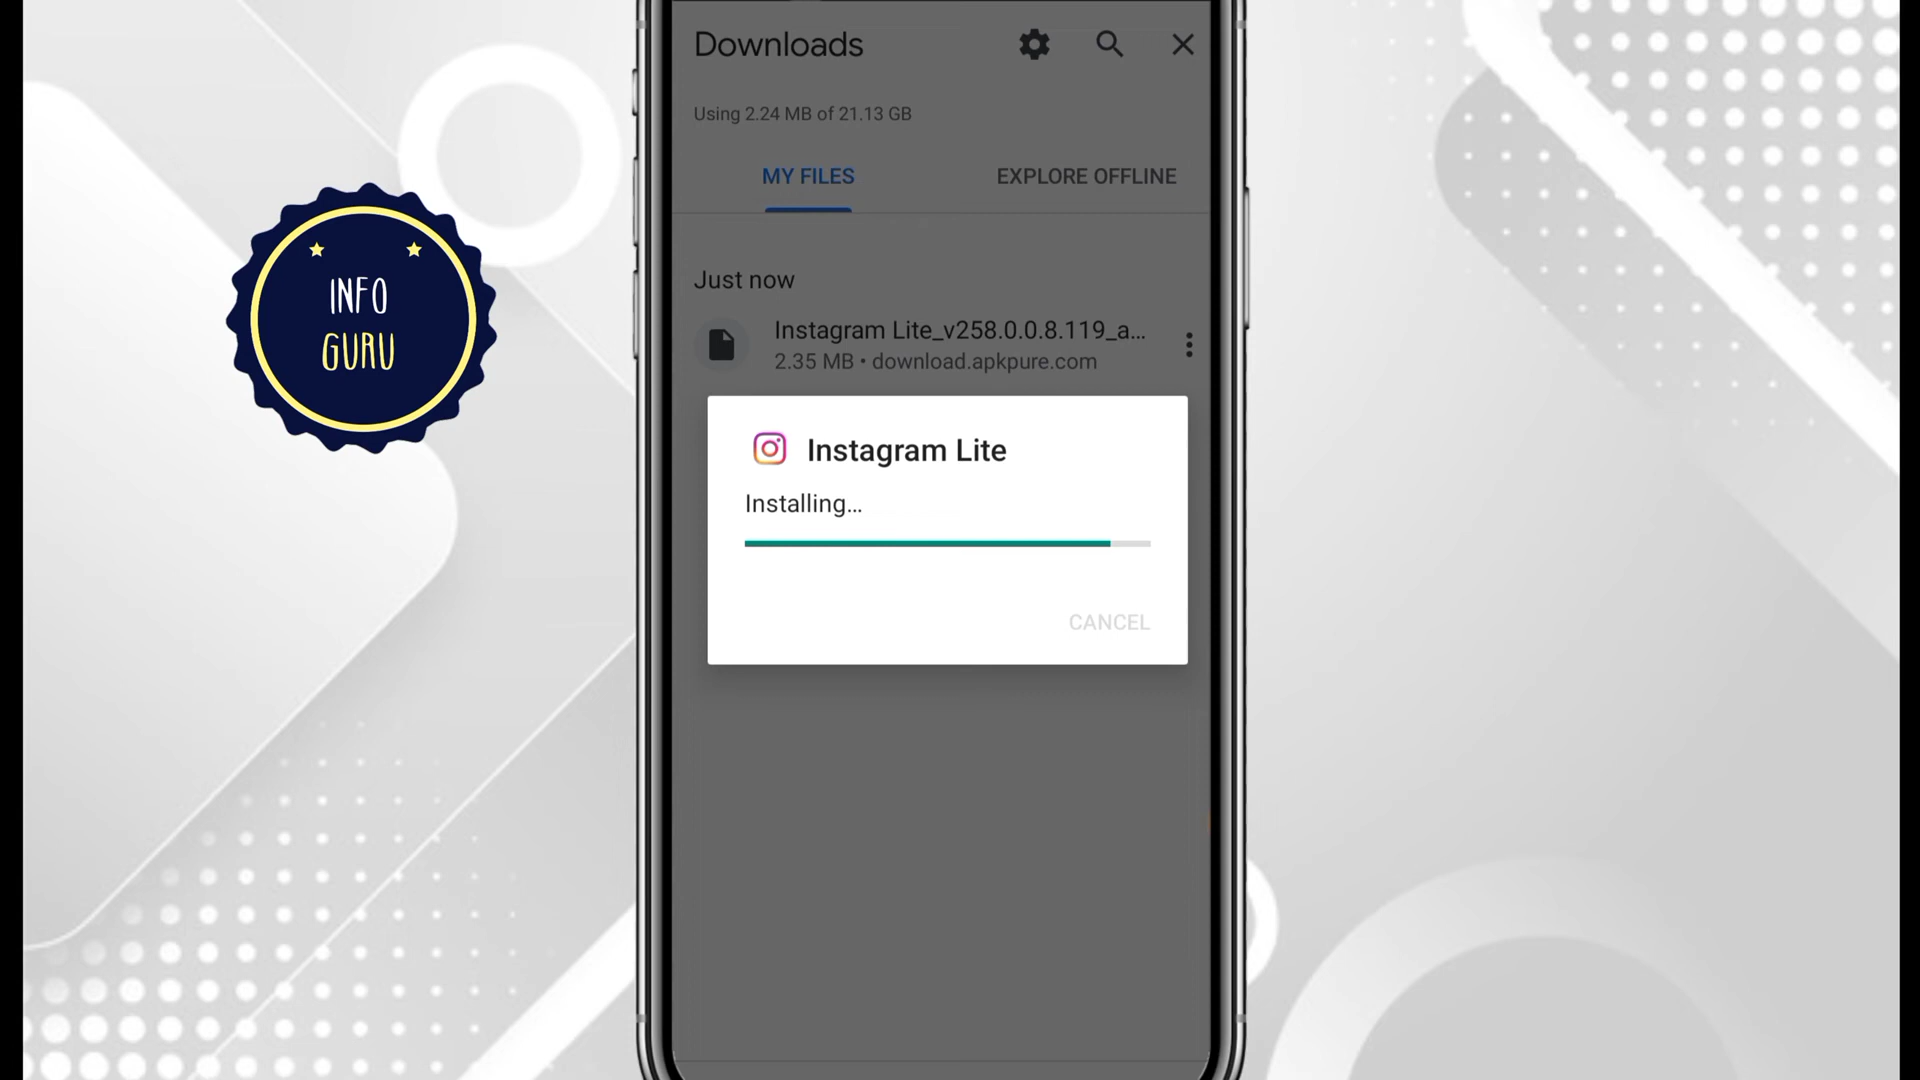 Downloads
Using 2.24 MB of 21.13 GB
MY FILES
EXPLORE OFFLINE
Just now
Instagram Lite_v258.0.0.8.119_a...
2.35 MB • download.apkpure.com
Instagram Lite
Installing...
CANCEL
INFO
GURU